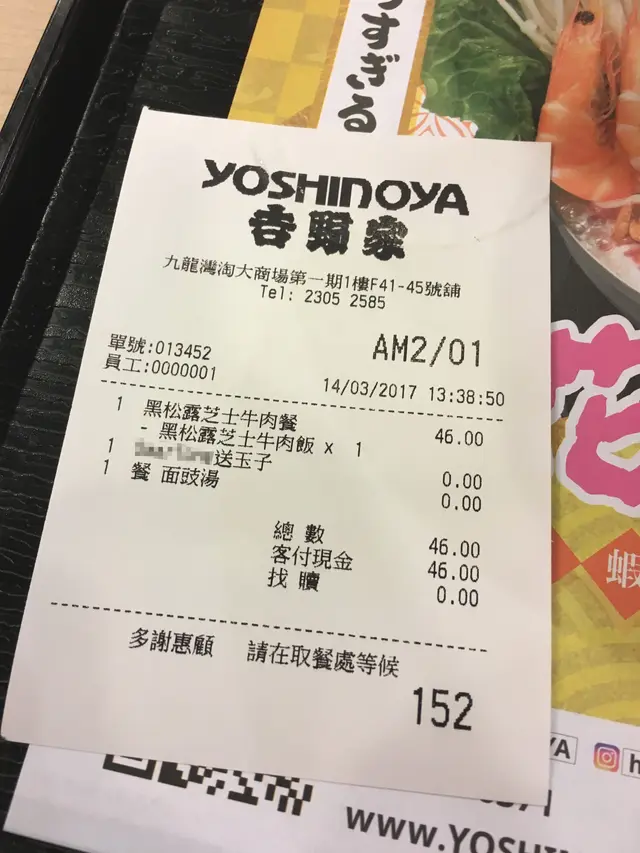 すぎる
YOSHINOYA
吉野家
九龍灣淘大商場第一期1樓F41-45號舖
Tel: 2305 2585
單號:013452
AM2/01
員工:0000001
14/03/2017 13:38:50
1 黑松露芝士牛肉餐 46.00
- 黑松露芝士牛肉飯 x 1
1 送玉子 0.00
1 餐 面豉湯 0.00
總 數 46.00
客付現金 46.00
找 贖 0.00
多謝惠顧 請在取餐處等候
152
蝦
YA
www.YOSHIN